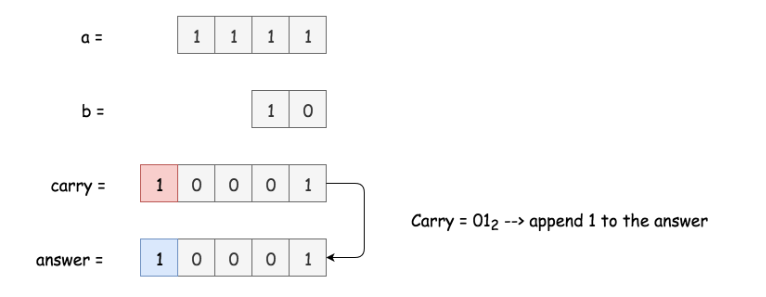 a = 1 1 1 1
b = 1 0
carry = 1 0 0 0 1
Carry = 01₂ --> append 1 to the answer
answer = 1 0 0 0 1